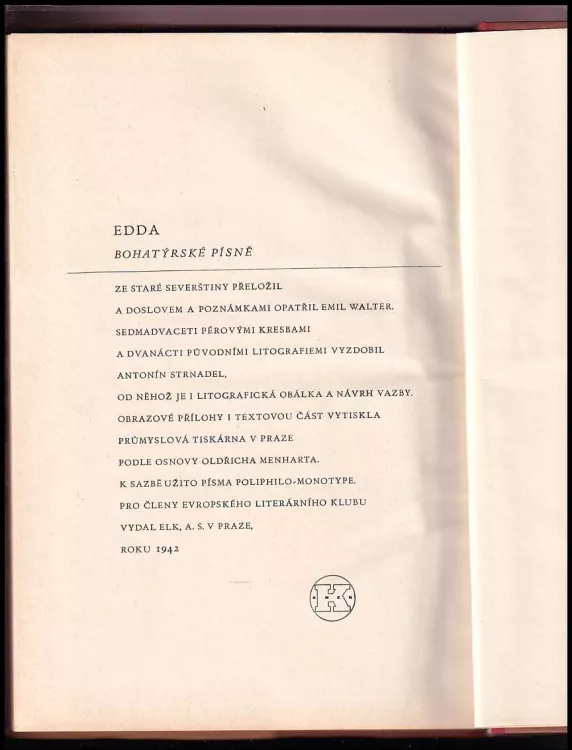 EDDA
BOHATÝRSKÉ PÍSNĚ
ZE STARÉ SEVERŠTINY PŘELOŽIL
A DOSLOVEM A POZNÁMKAMI OPATŘIL EMIL WALTER.
SEDMADVACETI PÉROVÝMI KRESBAMI
A DVANÁCTI PŮVODNÍMI LITOGRAFIEMI VYZDOBIL
ANTONÍN STRNADEL,
OD NĚHOŽ JE I LITOGRAFICKÁ OBÁLKA A NÁVRH VAZBY.
OBRAZOVÉ PŘÍLOHY I TEXTOVOU ČÁST VYTISKLA
PRŮMYSLOVÁ TISKÁRNA V PRAZE
PODLE OSNOVY OLDŘICHA MENHARTA.
K SAZBĚ UŽITO PÍSMA POLIPHILO-MONOTYPE.
PRO ČLENY EVROPSKÉHO LITERÁRNÍHO KLUBU
VYDAL ELK, A. S. V PRAZE,
ROKU 1942
K
KMEN